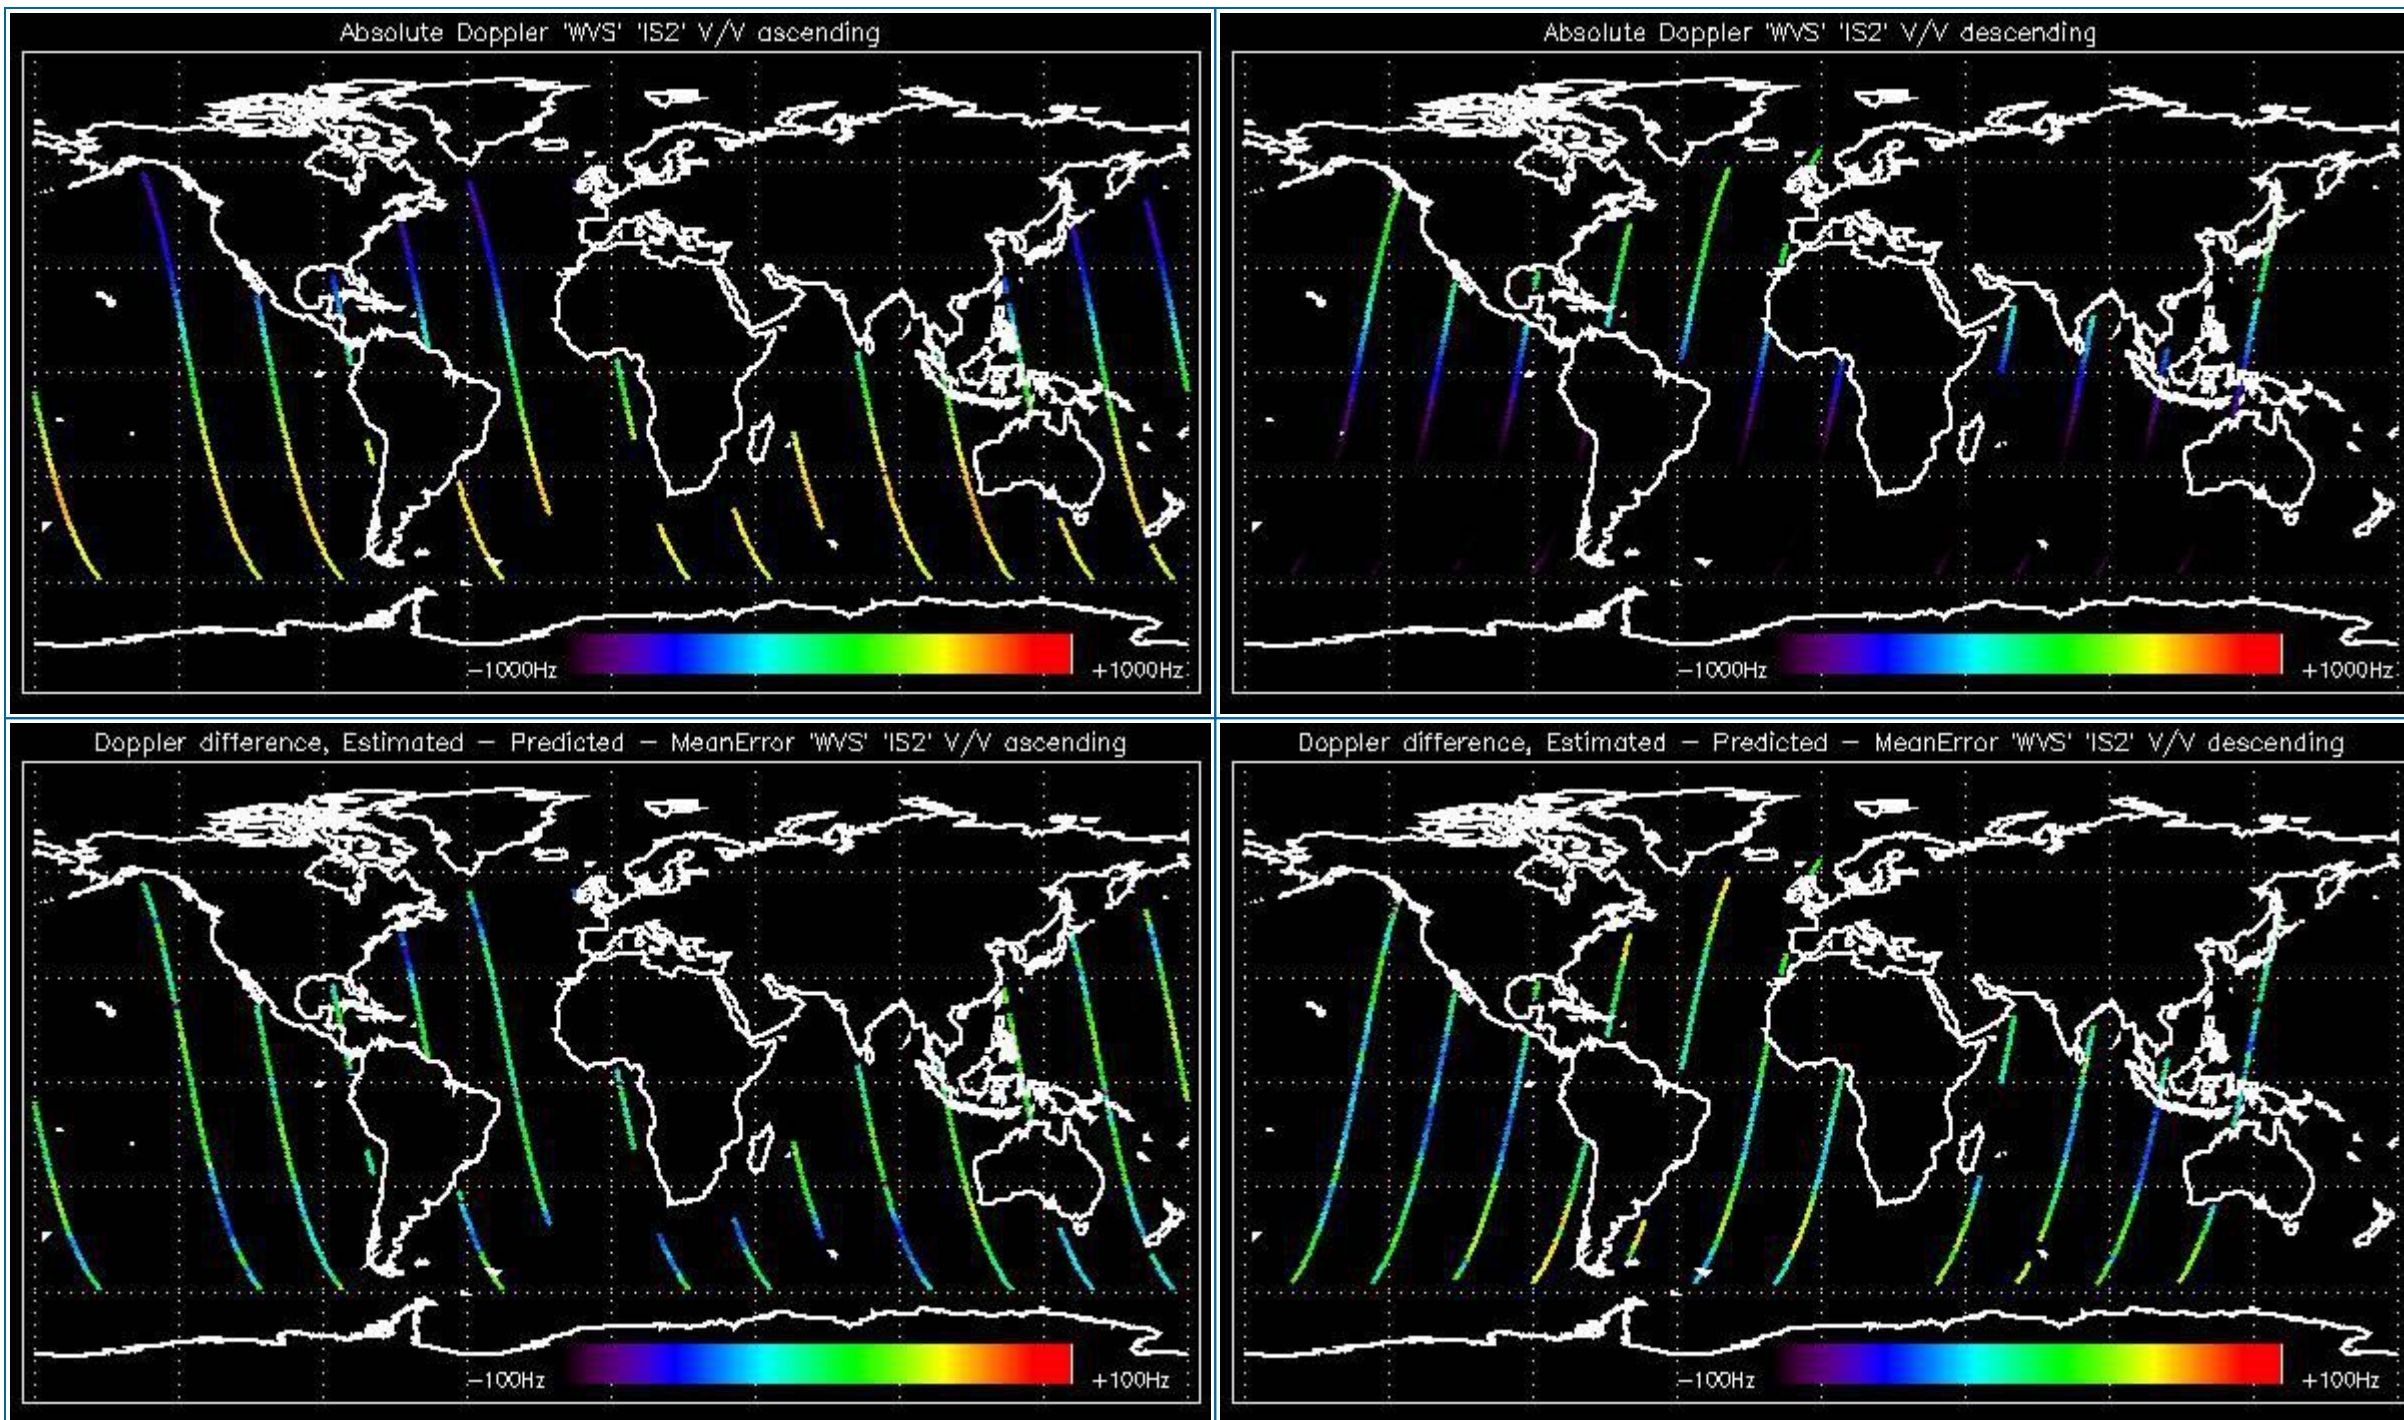 Absolute Doppler 'WVS' 'IS2' V/V ascending
-1000Hz +1000Hz
Absolute Doppler 'WVS' 'IS2' V/V descending
-1000Hz +1000Hz
Doppler difference, Estimated - Predicted - MeanError 'WVS' 'IS2' V/V ascending
-100Hz +100Hz
Doppler difference, Estimated - Predicted - MeanError 'WVS' 'IS2' V/V descending
-100Hz +100Hz